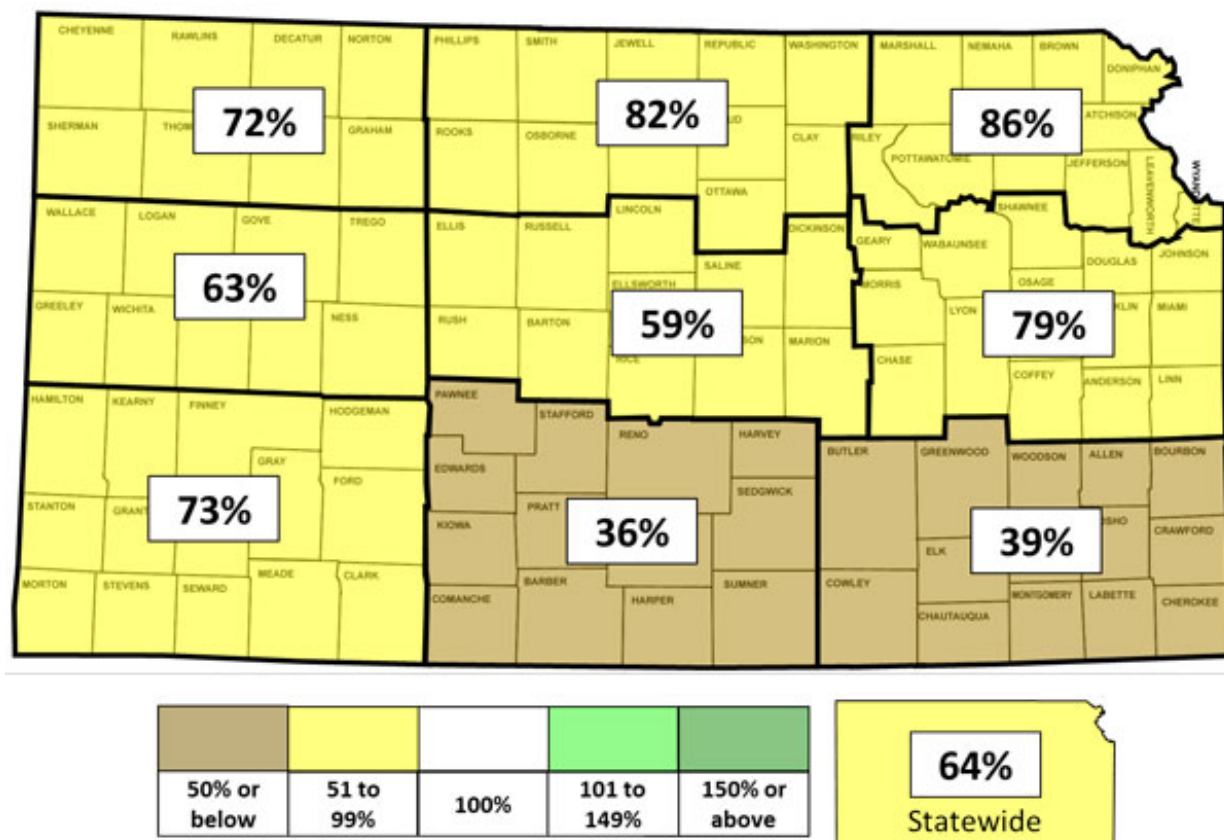 CHEYENNE
RAWLINS
DECATUR
NORTON
PHILLIPS
SMITH
JEWELL
REPUBLIC
WASHINGTON
MARSHALL
NEMAHA
BROWN
DONIPHAN
72%
82%
86%
SHERMAN
GRAHAM
ROOKS
OSBORNE
CLAY
RILEY
POTTAWATOMIE
ATCHISON
JEFFERSON
LEAVENWORTH
OTTAWA
WALLACE
LOGAN
GOVE
TREGO
ELLIS
RUSSELL
LINCOLN
DICKINSON
SHAWNEE
GEARY
WABAUNSEE
DOUGLAS
JOHNSON
SALINE
ELLSWORTH
MORRIS
OSAGE
63%
59%
79%
GREELEY
WICHITA
NESS
RUSH
BARTON
RICE
MARION
LYON
MIAMI
CHASE
COFFEY
ANDERSON
LINN
HAMILTON
KEARNY
FINNEY
HODGEMAN
PAWNEE
STAFFORD
RENO
HARVEY
BUTLER
GREENWOOD
WOODSON
ALLEN
BOURBON
GRAY
FORD
EDWARDS
SEDGWICK
STANTON
73%
KIOWA
PRATT
36%
ELK
39%
CRAWFORD
MORTON
STEVENS
SEWARD
MEADE
CLARK
COMANCHE
BARBER
HARPER
SUMNER
COWLEY
CHAUTAUQUA
MONTGOMERY
LABETTE
CHEROKEE
50% or
below
51 to
99%
100%
101 to
149%
150% or
above
64%
Statewide